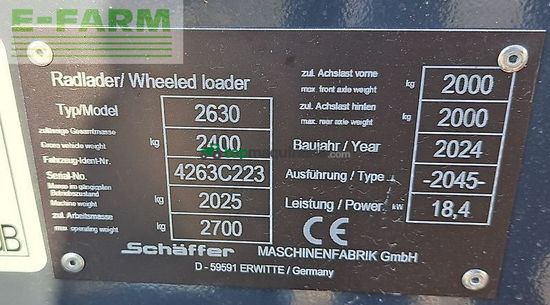 E-FARM
Radlader/ Wheeled loader
Typ/Model 2630
zulässige Gesamtmasse
Gross vehicle weight kg 2400
Fahrzeug-Ident-Nr.
Serial-No. 4263C223
Masse im gängigen
Betriebszustand
Machine weight kg 2025
zul. Arbeitsmasse
max. operating weight kg 2700
zul. Achslast vorne
max. front axle weight kg 2000
zul. Achslast hinten
max. rear axle weight kg 2000
Baujahr / Year 2024
Ausführung / Type -2045-
Leistung / Power kW 18,4
CE
Schäffer MASCHINENFABRIK GmbH
D - 59591 ERWITTE / Germany